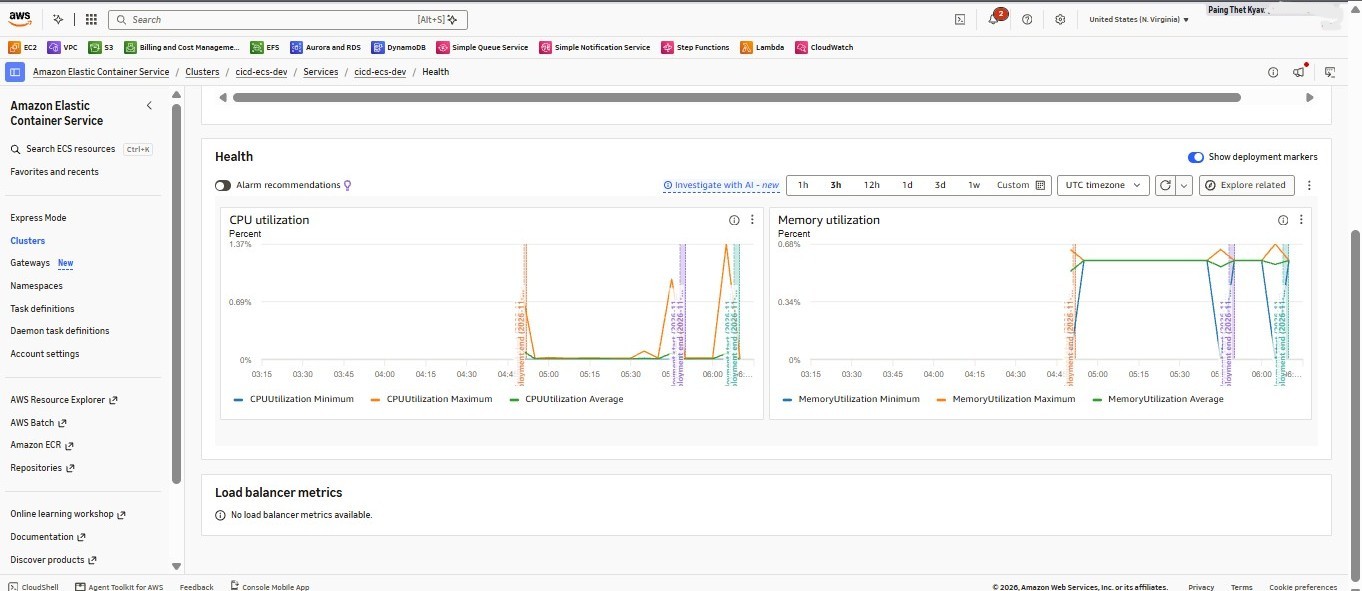 aws
Search [Alt+S]
2
United States (N. Virginia)
Paing Thet Kyaw
EC2 VPC S3 Billing and Cost Manageme... EFS Aurora and RDS DynamoDB Simple Queue Service Simple Notification Service Step Functions Lambda CloudWatch
Amazon Elastic Container Service / Clusters / cicd-ecs-dev / Services / cicd-ecs-dev / Health
Amazon Elastic
Container Service
Search ECS resources Ctrl+K
Favorites and recents
Express Mode
Clusters
Gateways New
Namespaces
Task definitions
Daemon task definitions
Account settings
AWS Resource Explorer
AWS Batch
Amazon ECR
Repositories
Online learning workshop
Documentation
Discover products
Health
Show deployment markers
Alarm recommendations
Investigate with AI - new
1h 3h 12h 1d 3d 1w Custom
UTC timezone
Explore related
CPU utilization
Percent
1.37%
0.69%
0%
03:15 03:30 03:45 04:00 04:15 04:30 04:4 05:00 05:15 05:30 05: 06:00 6:...
CPUUtilization Minimum CPUUtilization Maximum CPUUtilization Average
Memory utilization
Percent
0.68%
0.34%
0%
03:15 03:30 03:45 04:00 04:15 04:30 04:4 05:00 05:15 05:30 05: 06:00 6:...
MemoryUtilization Minimum MemoryUtilization Maximum MemoryUtilization Average
Load balancer metrics
No load balancer metrics available.
CloudShell Agent Toolkit for AWS Feedback Console Mobile App
© 2026, Amazon Web Services, Inc. or its affiliates. Privacy Terms Cookie preferences